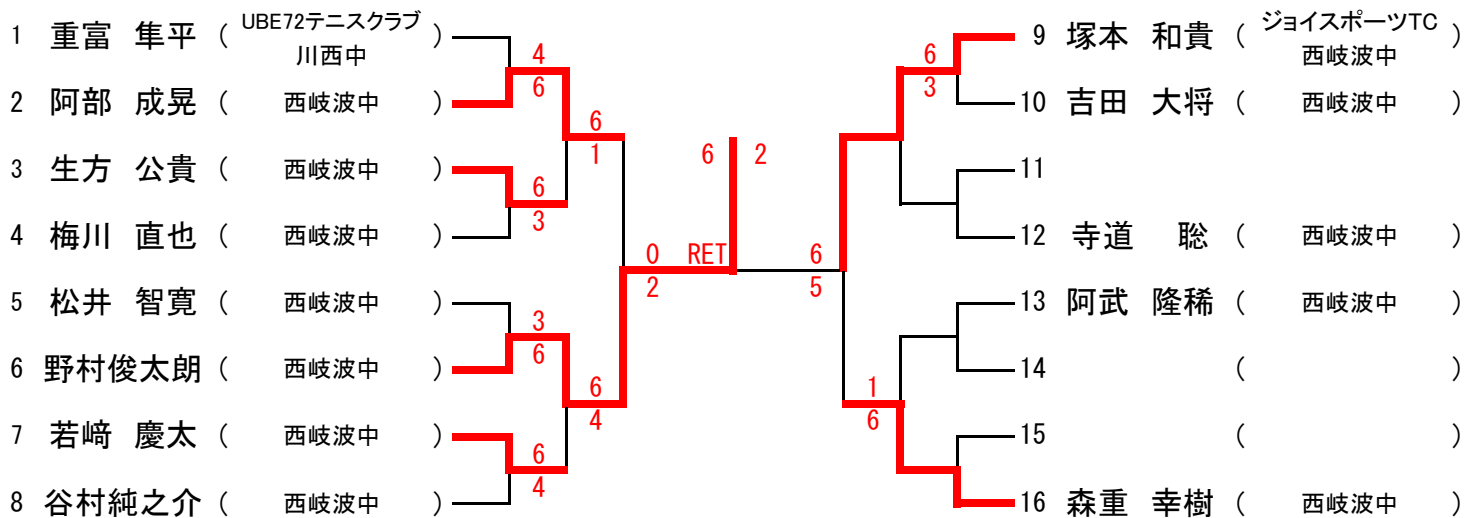 1 重富 隼平 ( UBE72テニスクラブ 川西中 )
2 阿部 成晃 ( 西岐波中 )
3 生方 公貴 ( 西岐波中 )
4 梅川 直也 ( 西岐波中 )
5 松井 智寛 ( 西岐波中 )
6 野村俊太朗 ( 西岐波中 )
7 若﨑 慶太 ( 西岐波中 )
8 谷村純之介 ( 西岐波中 )
4
6
6
3
3
6
6
4
6
1
6
4
0 RET
2
6 2
6
5
6
3
1
6
9 塚本 和貴 ( ジョイスポーツTC 西岐波中 )
10 吉田 大将 ( 西岐波中 )
11
12 寺道 聡 ( 西岐波中 )
13 阿武 隆稀 ( 西岐波中 )
14 ( )
15 ( )
16 森重 幸樹 ( 西岐波中 )